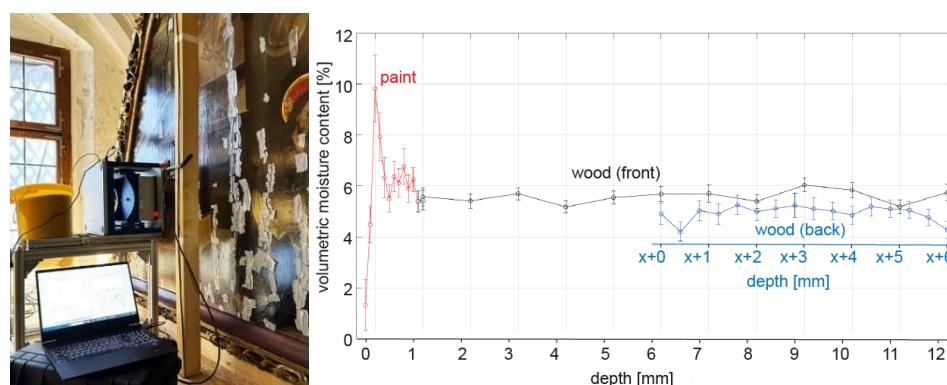 12
10
8
6
4
2
0
volumetric moisture content [%]
paint
wood (front)
wood (back)
x+0 x+1 x+2 x+3 x+4 x+5 x+6
depth [mm]
0 1 2 3 4 5 6 7 8 9 10 11 12
depth [mm]